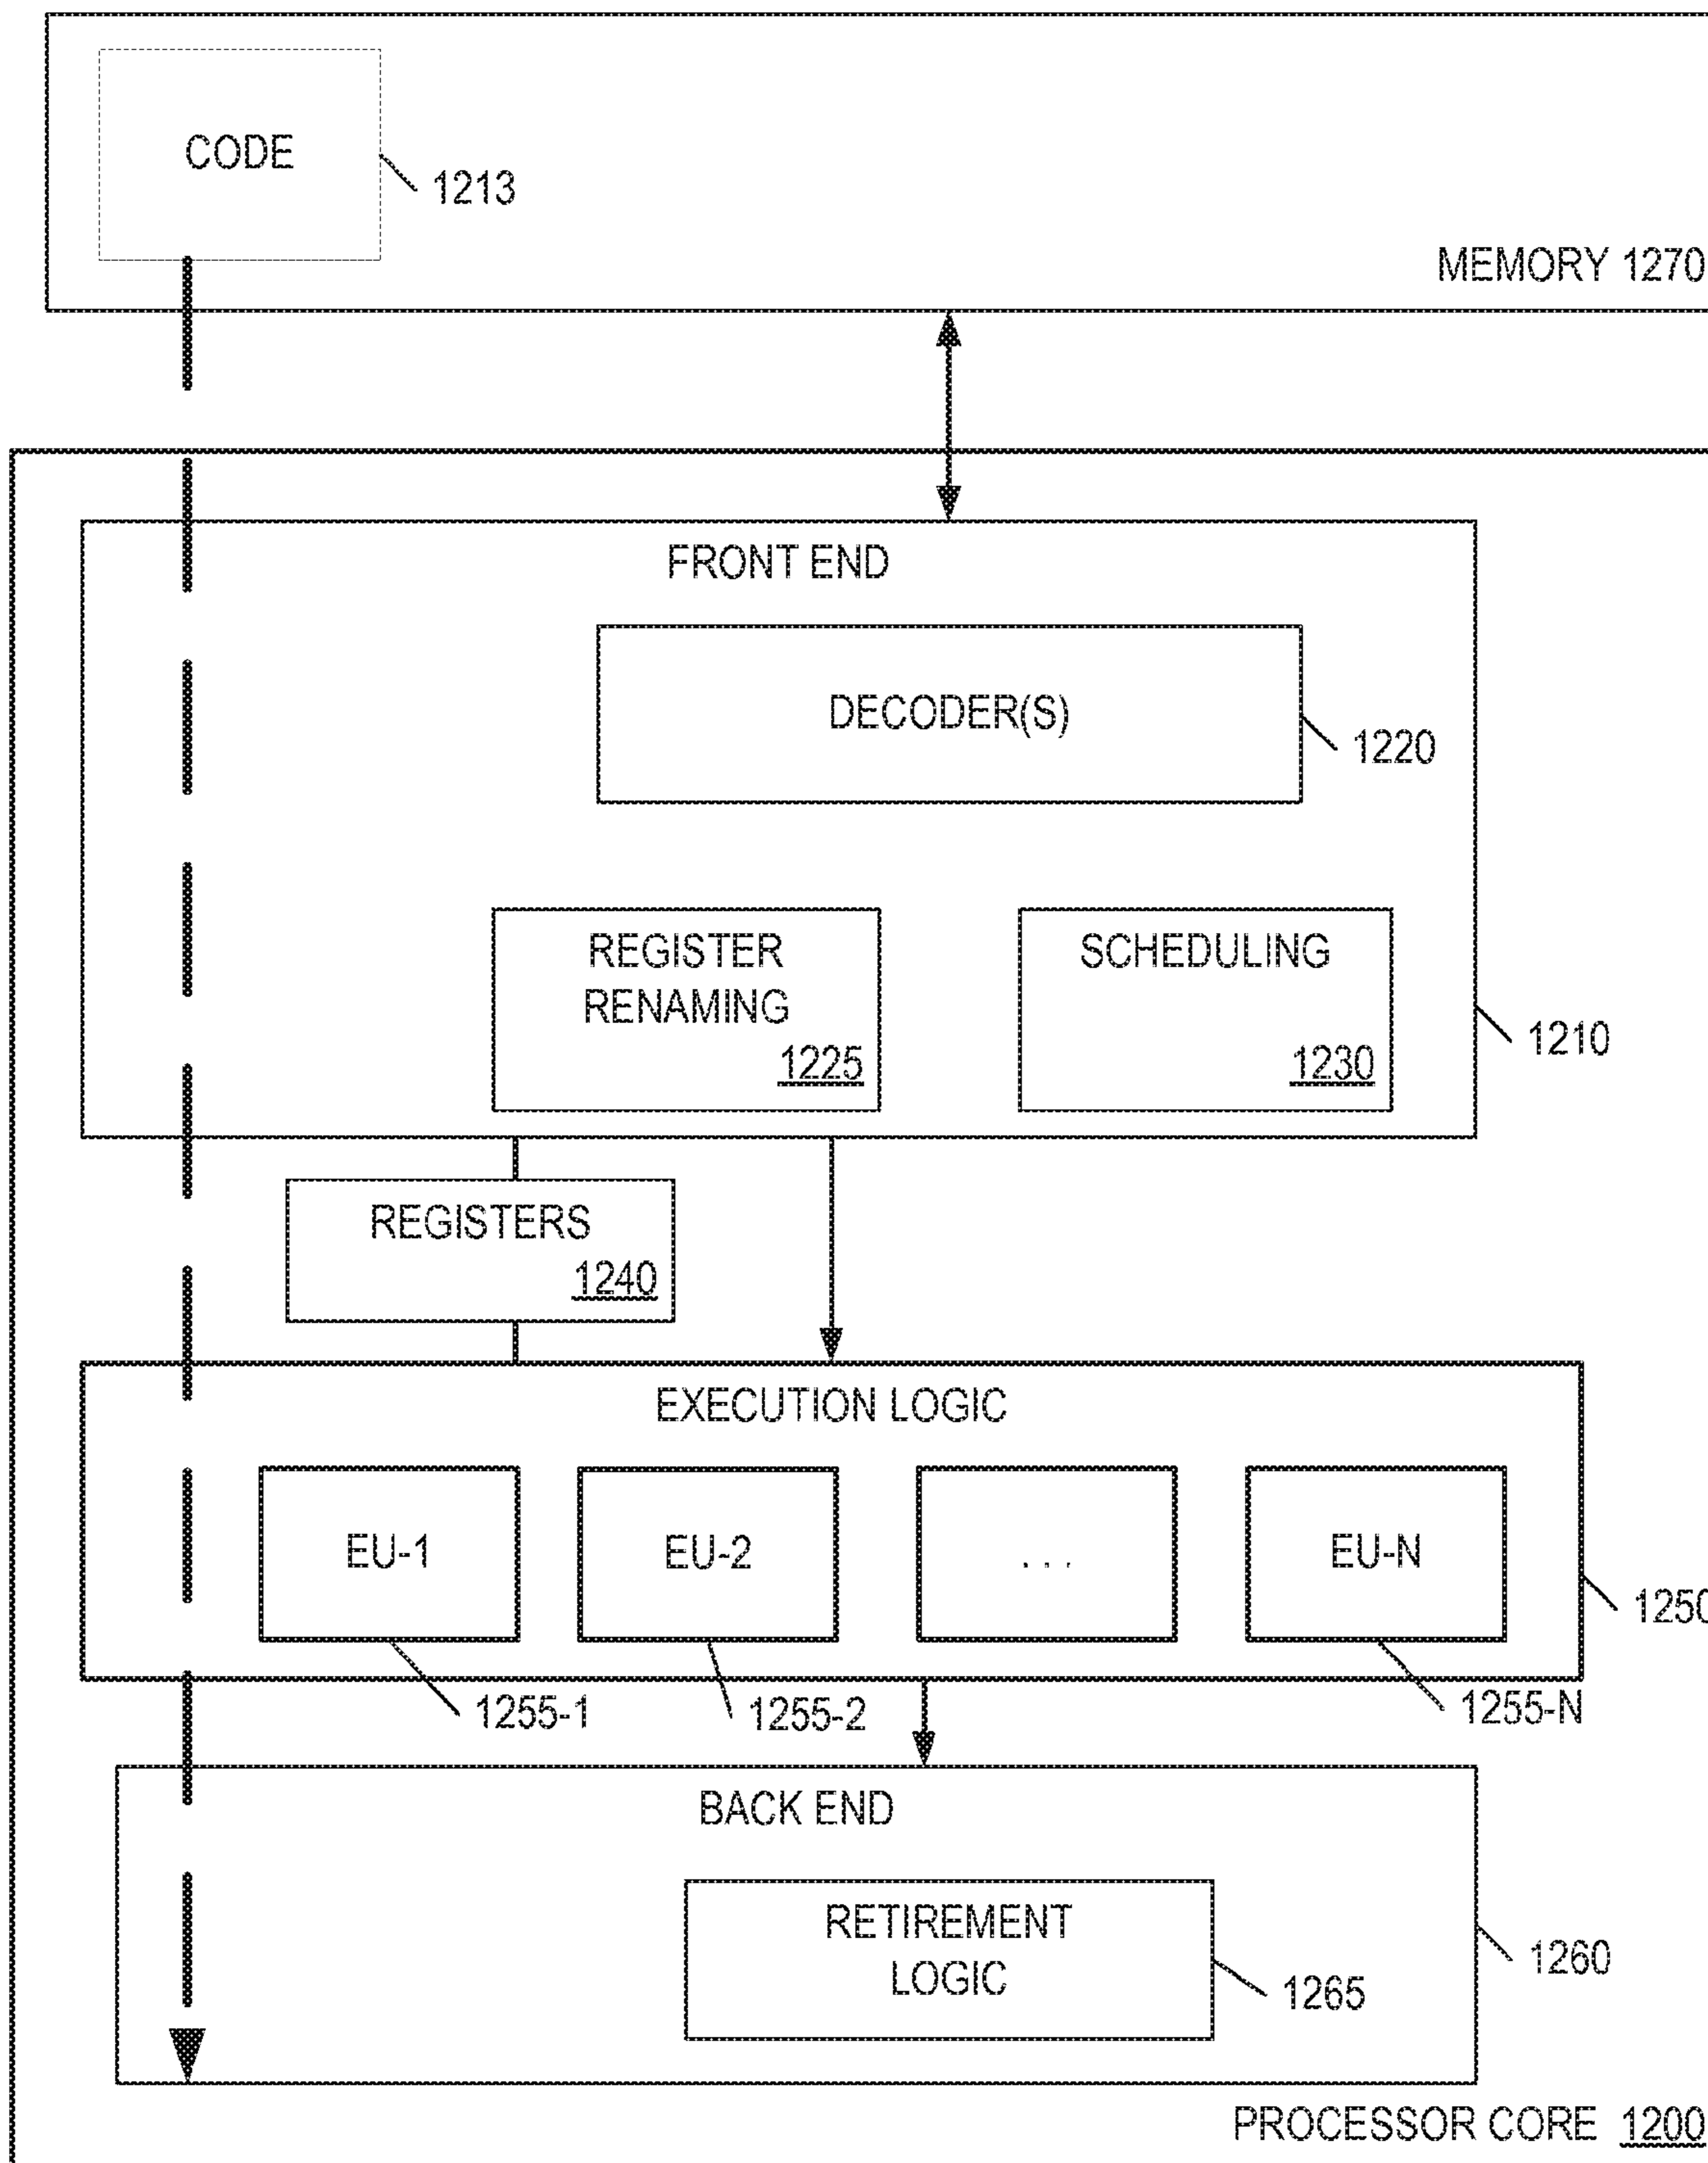 CODE
1213
MEMORY 1270
FRONT END
DECODER(S)
1220
REGISTER
RENAMING
1225
SCHEDULING
1230
1210
REGISTERS
1240
EXECUTION LOGIC
EU-1
EU-2
. . .
EU-N
1250
1255-1
1255-2
1255-N
BACK END
RETIREMENT
LOGIC
1265
1260
PROCESSOR CORE 1200